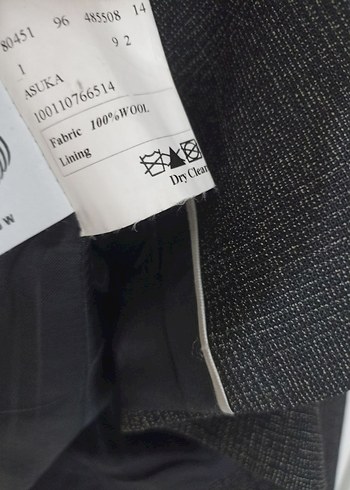 80451 96 485508 14
1 9 2
ASUKA
100110766514
Fabric 100%WOOL
Lining
Dry Clean
W